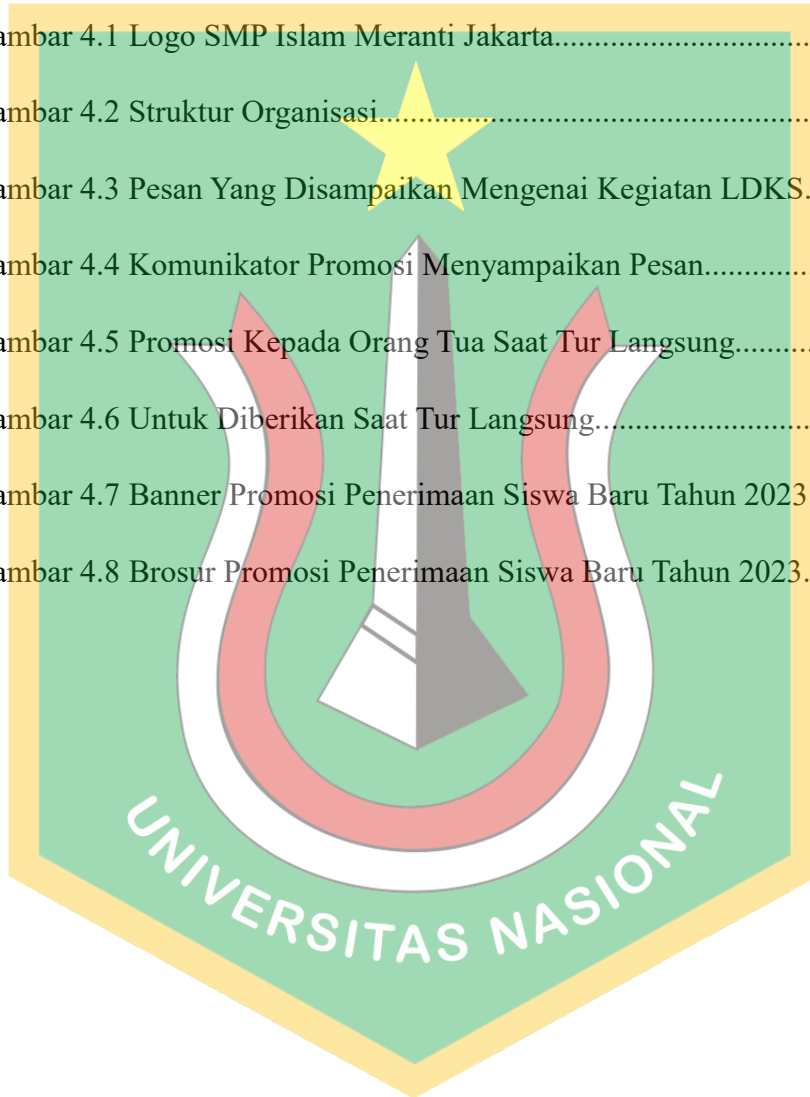 ambar 4.1 Logo SMP Islam Meranti Jakarta................................
ambar 4.2 Struktur Organisasi......................................................
ambar 4.3 Pesan Yang Disampaikan Mengenai Kegiatan LDKS.
ambar 4.4 Komunikator Promosi Menyampaikan Pesan.............
ambar 4.5 Promosi Kepada Orang Tua Saat Tur Langsung.........
ambar 4.6 Untuk Diberikan Saat Tur Langsung...........................
ambar 4.7 Banner Promosi Penerimaan Siswa Baru Tahun 2023
ambar 4.8 Brosur Promosi Penerimaan Siswa Baru Tahun 2023.
UNIVERSITAS NASIONAL